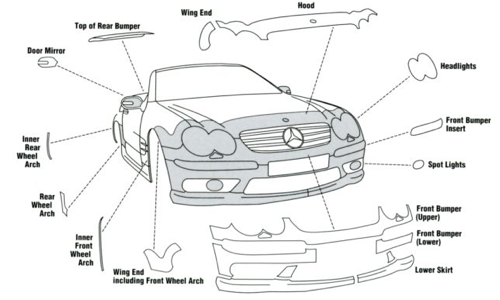 Hood
Wing End
Top of Rear Bumper
Door Mirror
Headlights
Front Bumper
Insert
Inner
Rear
Wheel
Arch
Spot Lights
Rear
Wheel
Arch
Front Bumper
(Upper)
Front Bumper
(Lower)
Inner
Front
Wheel
Arch
Wing End
including Front Wheel Arch
Lower Skirt